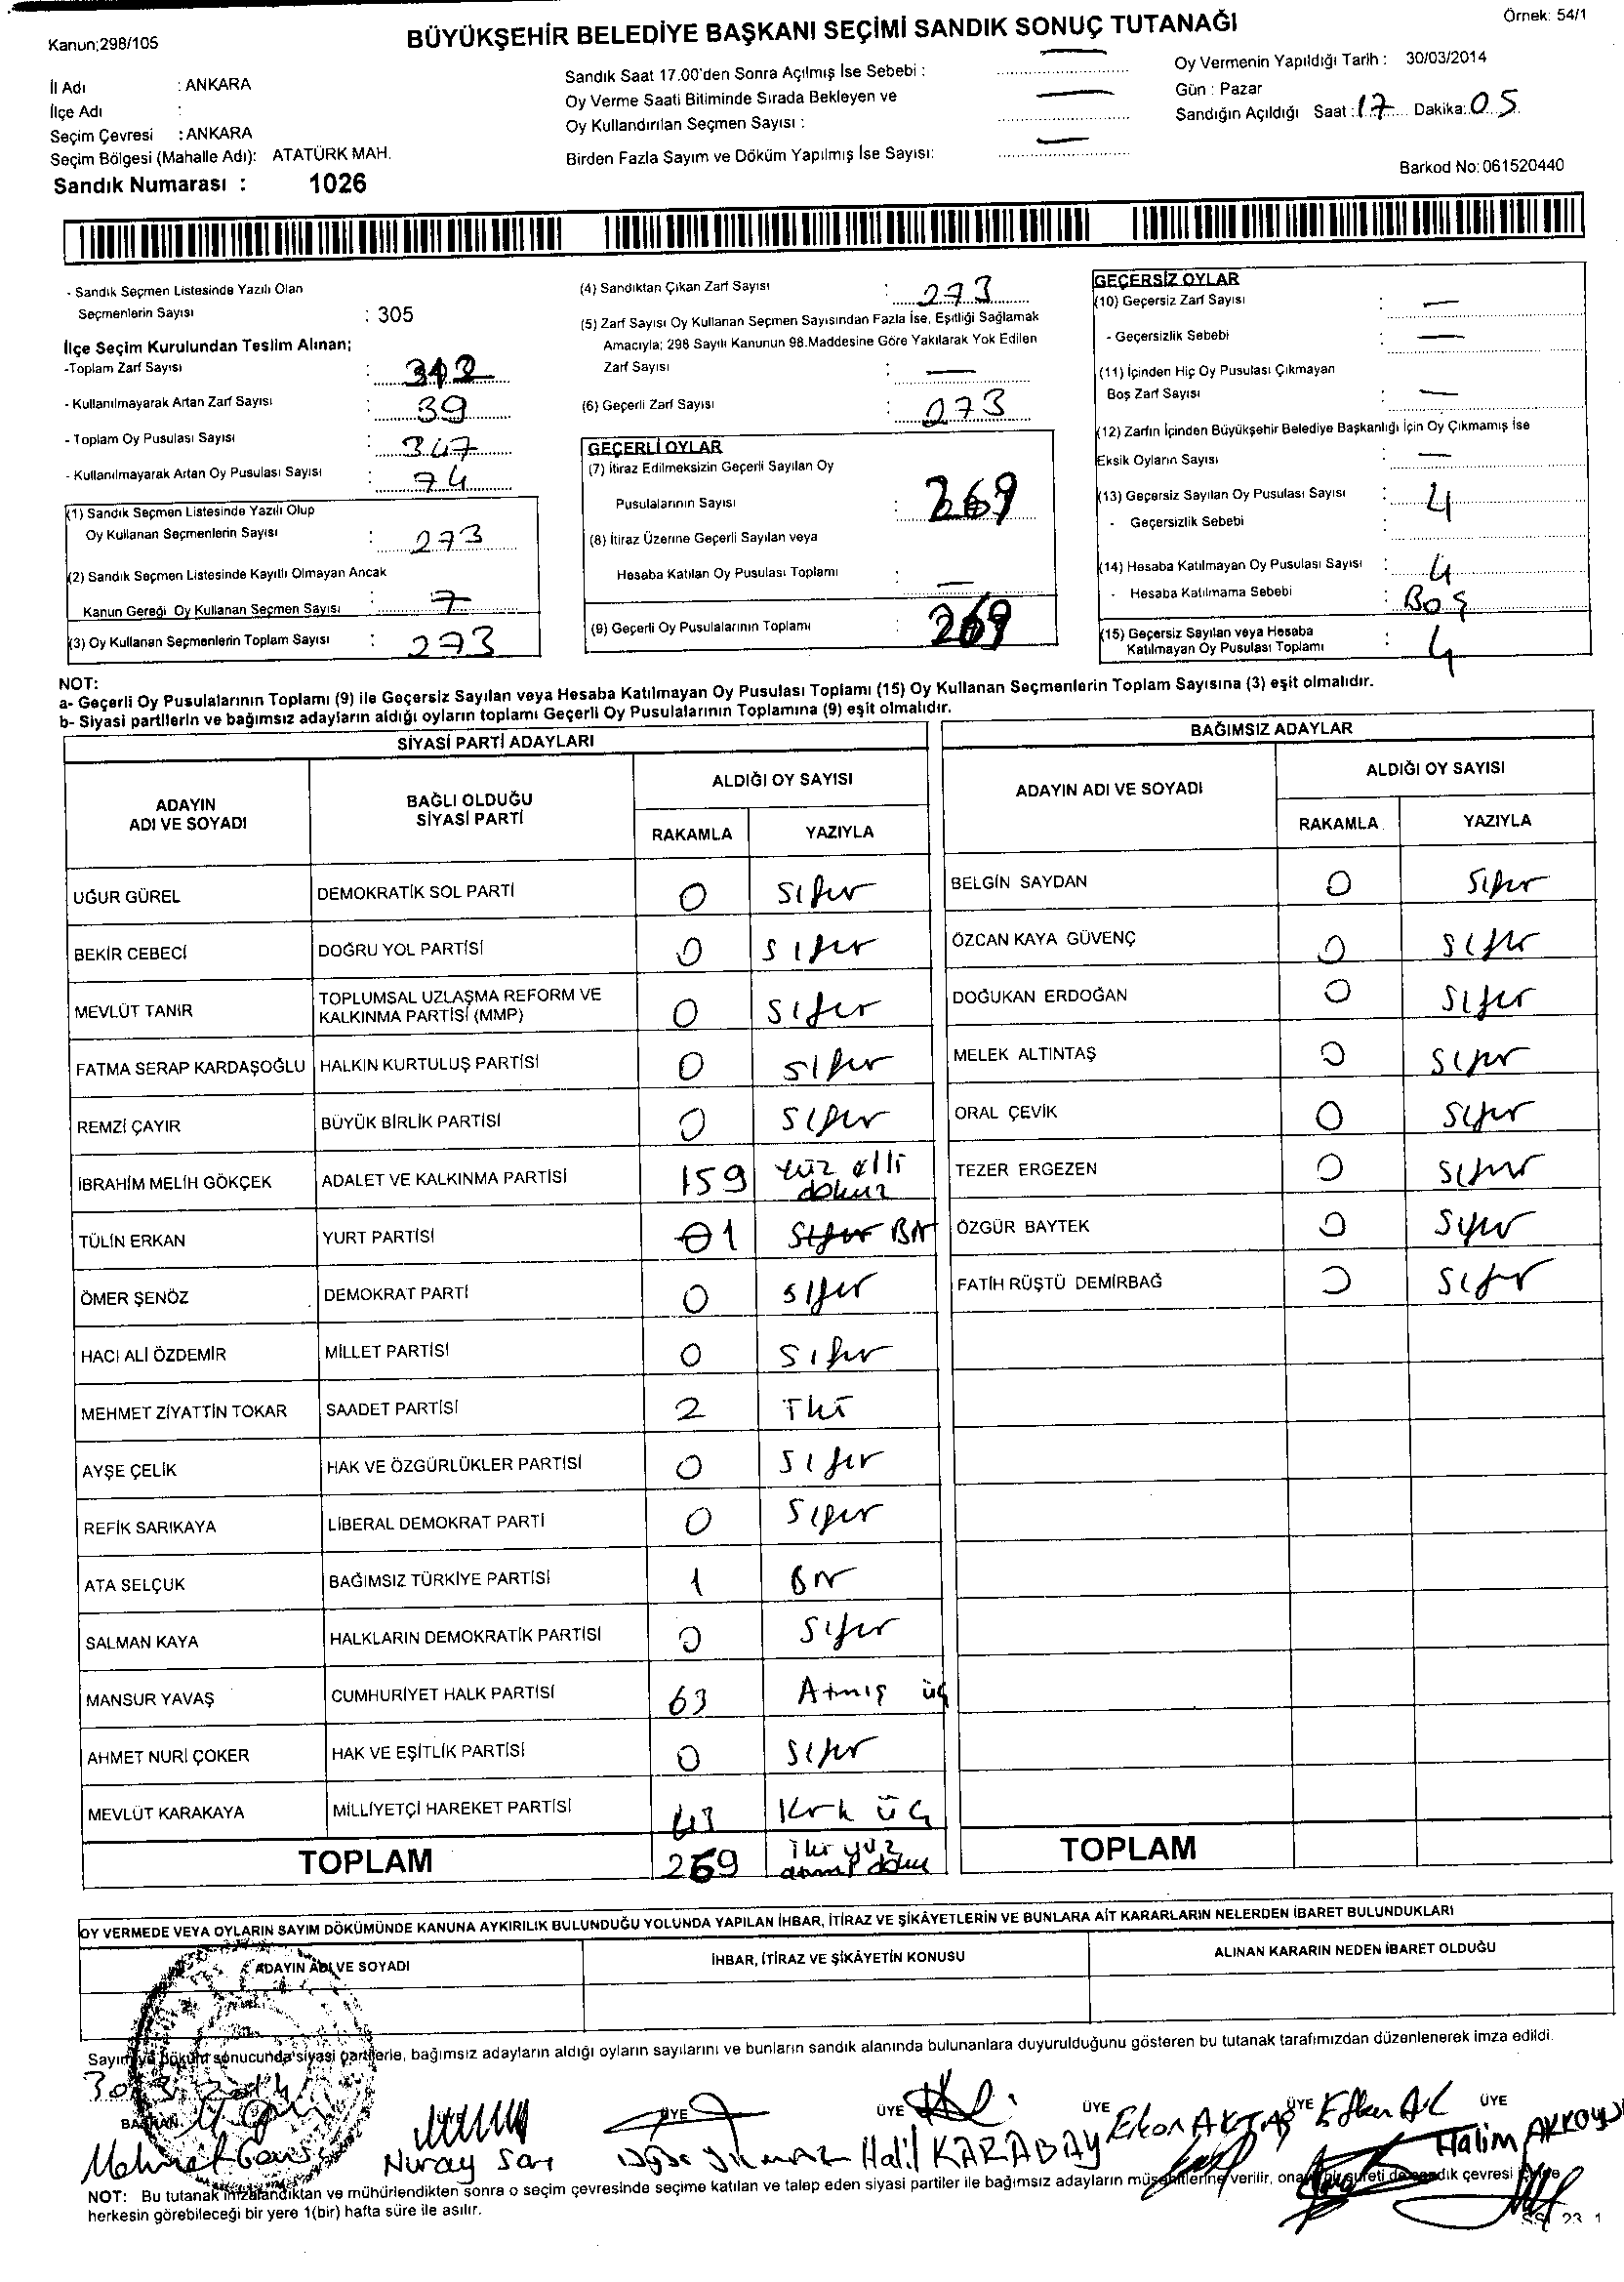 Örnek: 54/1
Kanun;298/105
BÜYÜKŞEHİR BELEDİYE BAŞKANI SEÇİMİ SANDIK SONUÇ TUTANAĞI
İl Adı : ANKARA
İlçe Adı :
Seçim Çevresi : ANKARA
Seçim Bölgesi (Mahalle Adı): ATATÜRK MAH.
Sandık Numarası : 1026
Sandık Saat 17.00'den Sonra Açılmış İse Sebebi : —
Oy Verme Saati Bitiminde Sırada Bekleyen ve
Oy Kullandırılan Seçmen Sayısı : —
Birden Fazla Sayım ve Döküm Yapılmış İse Sayısı: —
Oy Vermenin Yapıldığı Tarih : 30/03/2014
Gün : Pazar
Sandığın Açıldığı Saat : 17 Dakika: 05
Barkod No: 061520440
- Sandık Seçmen Listesinde Yazılı Olan
Seçmenlerin Sayısı : 305
İlçe Seçim Kurulundan Teslim Alınan;
-Toplam Zarf Sayısı : 312
- Kullanılmayarak Artan Zarf Sayısı : 39
- Toplam Oy Pusulası Sayısı : 347
- Kullanılmayarak Artan Oy Pusulası Sayısı : 74
(1) Sandık Seçmen Listesinde Yazılı Olup
Oy Kullanan Seçmenlerin Sayısı : 273
(2) Sandık Seçmen Listesinde Kayıtlı Olmayan Ancak
Kanun Gereği Oy Kullanan Seçmen Sayısı : 7
(3) Oy Kullanan Seçmenlerin Toplam Sayısı : 273
(4) Sandıktan Çıkan Zarf Sayısı : 273
(5) Zarf Sayısı Oy Kullanan Seçmen Sayısından Fazla İse, Eşitliği Sağlamak
Amacıyla; 298 Sayılı Kanunun 98.Maddesine Göre Yakılarak Yok Edilen
Zarf Sayısı : —
(6) Geçerli Zarf Sayısı : 273
GEÇERLİ OYLAR
(7) İtiraz Edilmeksizin Geçerli Sayılan Oy
Pusulalarının Sayısı : 269
(8) İtiraz Üzerine Geçerli Sayılan veya
Hesaba Katılan Oy Pusulası Toplamı : —
(9) Geçerli Oy Pusulalarının Toplamı : 269
GEÇERSİZ OYLAR
(10) Geçersiz Zarf Sayısı : —
- Geçersizlik Sebebi : —
(11) İçinden Hiç Oy Pusulası Çıkmayan
Boş Zarf Sayısı : —
(12) Zarfın İçinden Büyükşehir Belediye Başkanlığı İçin Oy Çıkmamış İse
Eksik Oyların Sayısı : —
(13) Geçersiz Sayılan Oy Pusulası Sayısı : 4
- Geçersizlik Sebebi :
(14) Hesaba Katılmayan Oy Pusulası Sayısı : 4
- Hesaba Katılmama Sebebi : Boş
(15) Geçersiz Sayılan veya Hesaba
Katılmayan Oy Pusulası Toplamı : 4
NOT:
a- Geçerli Oy Pusulalarının Toplamı (9) ile Geçersiz Sayılan veya Hesaba Katılmayan Oy Pusulası Toplamı (15) Oy Kullanan Seçmenlerin Toplam Sayısına (3) eşit olmalıdır.
b- Siyasi partilerin ve bağımsız adayların aldığı oyların toplamı Geçerli Oy Pusulalarının Toplamına (9) eşit olmalıdır.
SİYASİ PARTİ ADAYLARI
ADAYIN ADI VE SOYADI BAĞLI OLDUĞU SİYASİ PARTİ ALDIĞI OY SAYISI
RAKAMLA YAZIYLA
UĞUR GÜREL DEMOKRATİK SOL PARTİ 0 Sıfır
BEKİR CEBECİ DOĞRU YOL PARTİSİ 0 Sıfır
MEVLÜT TANIR TOPLUMSAL UZLAŞMA REFORM VE KALKINMA PARTİSİ (MMP) 0 Sıfır
FATMA SERAP KARDAŞOĞLU HALKIN KURTULUŞ PARTİSİ 0 Sıfır
REMZİ ÇAYIR BÜYÜK BİRLİK PARTİSİ 0 Sıfır
İBRAHİM MELİH GÖKÇEK ADALET VE KALKINMA PARTİSİ 159 Yüz elli dokuz
TÜLİN ERKAN YURT PARTİSİ 0 1 Sıfır Bir
ÖMER ŞENÖZ DEMOKRAT PARTİ 0 Sıfır
HACI ALİ ÖZDEMİR MİLLET PARTİSİ 0 Sıfır
MEHMET ZİYATTİN TOKAR SAADET PARTİSİ 2 İki
AYŞE ÇELİK HAK VE ÖZGÜRLÜKLER PARTİSİ 0 Sıfır
REFİK SARIKAYA LİBERAL DEMOKRAT PARTİ 0 Sıfır
ATA SELÇUK BAĞIMSIZ TÜRKİYE PARTİSİ 1 Bir
SALMAN KAYA HALKLARIN DEMOKRATİK PARTİSİ 0 Sıfır
MANSUR YAVAŞ CUMHURİYET HALK PARTİSİ 63 Atmış üç
AHMET NURİ ÇOKER HAK VE EŞİTLİK PARTİSİ 0 Sıfır
MEVLÜT KARAKAYA MİLLİYETÇİ HAREKET PARTİSİ 43 Kırk üç
TOPLAM 269 iki yüz atmış dokuz
BAĞIMSIZ ADAYLAR
ADAYIN ADI VE SOYADI ALDIĞI OY SAYISI
RAKAMLA YAZIYLA
BELGİN SAYDAN 0 Sıfır
ÖZCAN KAYA GÜVENÇ 0 Sıfır
DOĞUKAN ERDOĞAN 0 Sıfır
MELEK ALTINTAŞ 0 Sıfır
ORAL ÇEVİK 0 Sıfır
TEZER ERGEZEN 0 Sıfır
ÖZGÜR BAYTEK 0 Sıfır
FATİH RÜŞTÜ DEMİRBAĞ 0 Sıfır
TOPLAM
OY VERMEDE VEYA OYLARIN SAYIM DÖKÜMÜNDE KANUNA AYKIRILIK BULUNDUĞU YOLUNDA YAPILAN İHBAR, İTİRAZ VE ŞİKÂYETLERİN VE BUNLARA AİT KARARLARIN NELERDEN İBARET BULUNDUKLARI
ADAYIN ADI VE SOYADI İHBAR, İTİRAZ VE ŞİKÂYETİN KONUSU ALINAN KARARIN NEDEN İBARET OLDUĞU
Sayım ve döküm sonucunda siyasi partilerle, bağımsız adayların aldığı oyların sayılarını ve bunların sandık alanında bulunanlara duyurulduğunu gösteren bu tutanak tarafımızdan düzenlenerek imza edildi.
30.3.2014
BAŞKAN ÜYE ÜYE ÜYE ÜYE ÜYE ÜYE
Mehmet Nuray Sarı Halil KARABAY Erkan AKTAŞ Halim AKKOYUN
NOT: Bu tutanak imzalandıktan ve mühürlendikten sonra o seçim çevresinde seçime katılan ve talep eden siyasi partiler ile bağımsız adayların müşahitlerine verilir, onaylı bir sureti de sandık çevresi içinde
herkesin görebileceği bir yere 1(bir) hafta süre ile asılır.